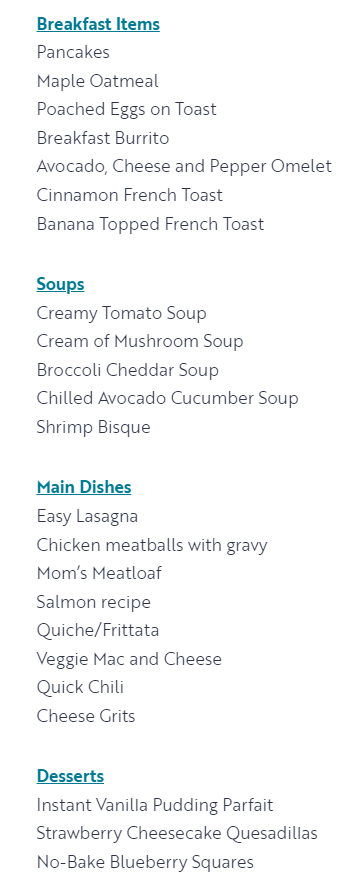 Breakfast Items
Pancakes
Maple Oatmeal
Poached Eggs on Toast
Breakfast Burrito
Avocado, Cheese and Pepper Omelet
Cinnamon French Toast
Banana Topped French Toast
Soups
Creamy Tomato Soup
Cream of Mushroom Soup
Broccoli Cheddar Soup
Chilled Avocado Cucumber Soup
Shrimp Bisque
Main Dishes
Easy Lasagna
Chicken meatballs with gravy
Mom’s Meatloaf
Salmon recipe
Quiche/Frittata
Veggie Mac and Cheese
Quick Chili
Cheese Grits
Desserts
Instant Vanilla Pudding Parfait
Strawberry Cheesecake Quesadillas
No-Bake Blueberry Squares